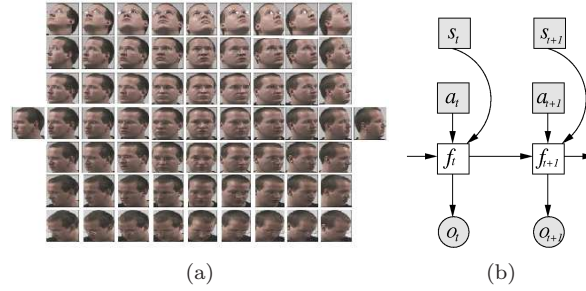 s_t s_{t+1}
a_t a_{t+1}
f_t f_{t+1}
o_t o_{t+1}
(a) (b)